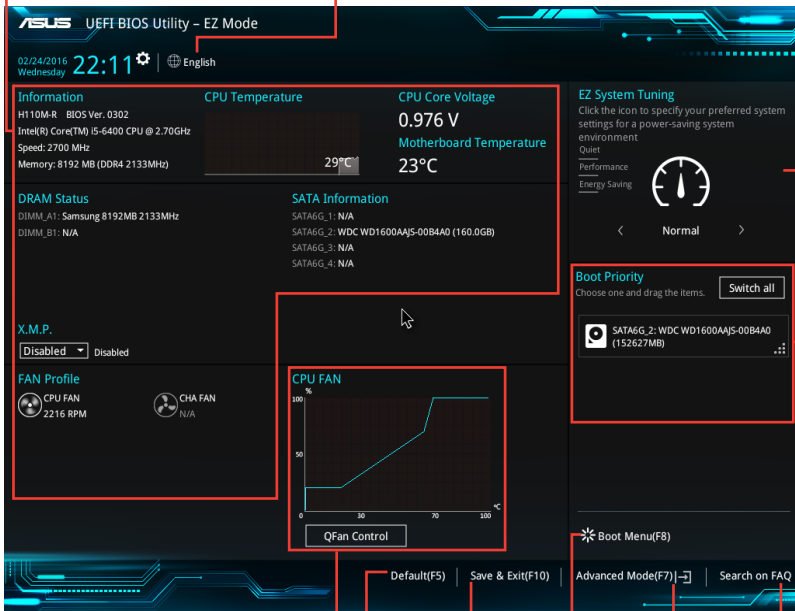 ASUS UEFI BIOS Utility – EZ Mode
02/24/2016
Wednesday 22:11 English
Information
H110M-R BIOS Ver. 0302
Intel(R) Core(TM) i5-6400 CPU @ 2.70GHz
Speed: 2700 MHz
Memory: 8192 MB (DDR4 2133MHz)
CPU Temperature
29°C
CPU Core Voltage
0.976 V
Motherboard Temperature
23°C
EZ System Tuning
Click the icon to specify your preferred system
settings for a power-saving system
environment
Quiet
Performance
Energy Saving
< Normal >
DRAM Status
DIMM_A1: Samsung 8192MB 2133MHz
DIMM_B1: N/A
SATA Information
SATA6G_1: N/A
SATA6G_2: WDC WD1600AAJS-00B4A0 (160.0GB)
SATA6G_3: N/A
SATA6G_4: N/A
Boot Priority
Choose one and drag the items.
Switch all
SATA6G_2: WDC WD1600AAJS-00B4A0
(152627MB)
X.M.P.
Disabled Disabled
FAN Profile
CPU FAN
2216 RPM
CHA FAN
N/A
CPU FAN
%
100
50
°C
0 30 70 100
QFan Control
Boot Menu(F8)
Default(F5) Save & Exit(F10) Advanced Mode(F7) Search on FAQ